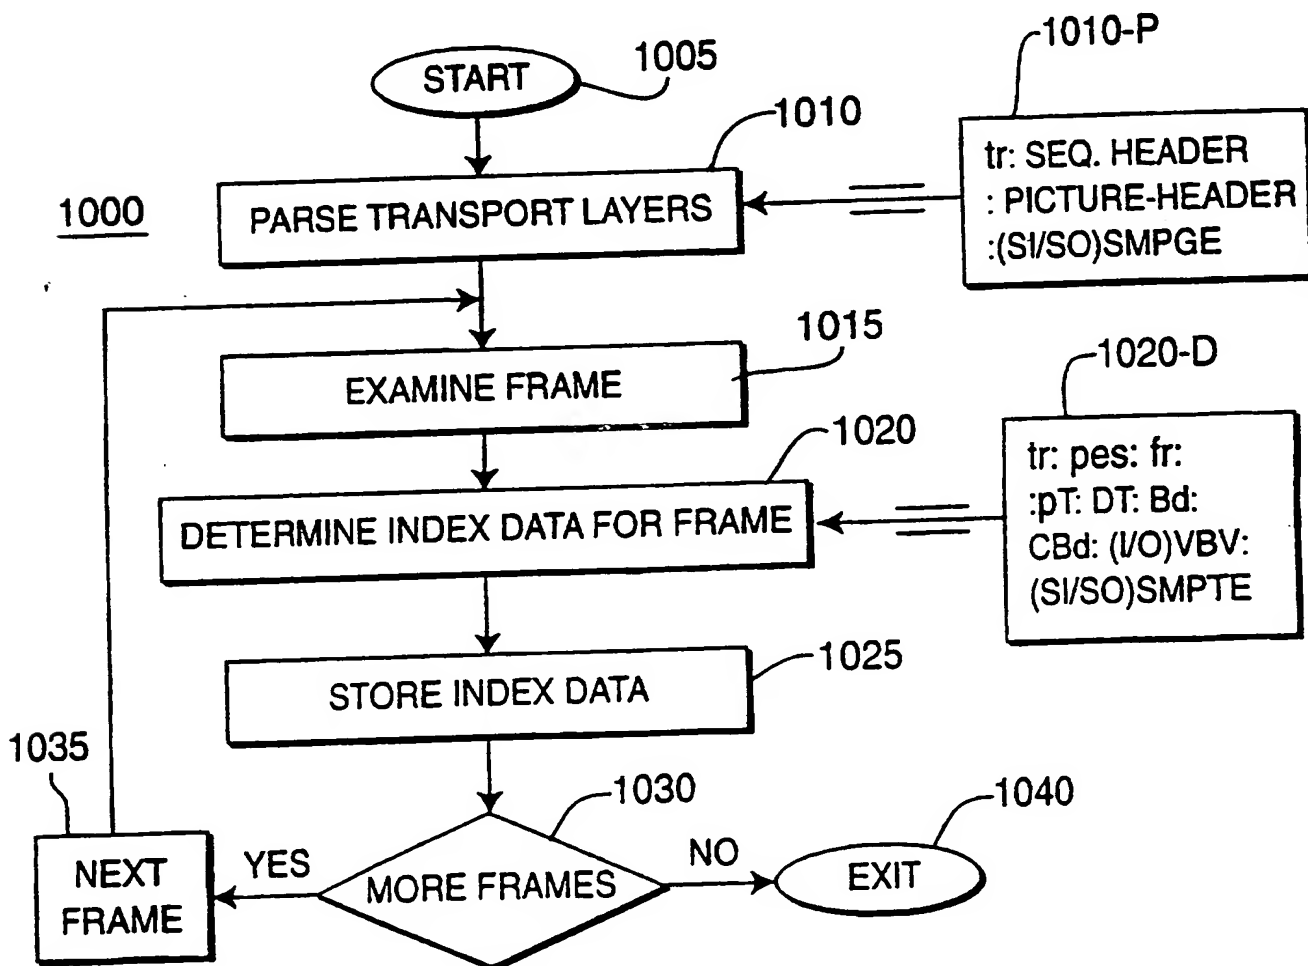 1010-P
START
1005
1010
tr: SEQ. HEADER
: PICTURE-HEADER
:(SI/SO)SMPGE
1000
PARSE TRANSPORT LAYERS
1015
EXAMINE FRAME
1020-D
1020
tr: pes: fr:
:pT: DT: Bd:
CBd: (I/O)VBV:
(SI/SO)SMPTE
DETERMINE INDEX DATA FOR FRAME
1025
STORE INDEX DATA
1035
1030
1040
YES
NO
NEXT
FRAME
MORE FRAMES
EXIT